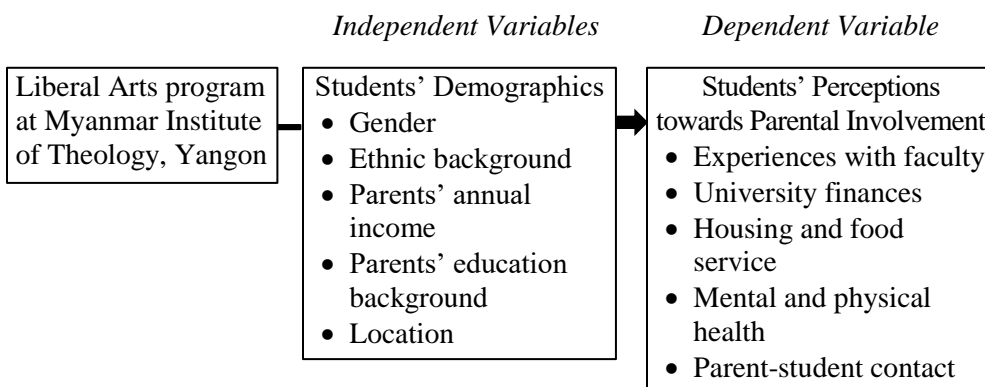 Independent Variables
Dependent Variable
Liberal Arts program
at Myanmar Institute
of Theology, Yangon
Students’ Demographics
• Gender
• Ethnic background
• Parents’ annual
income
• Parents’ education
background
• Location
Students’ Perceptions
towards Parental Involvement
• Experiences with faculty
• University finances
• Housing and food
service
• Mental and physical
health
• Parent-student contact